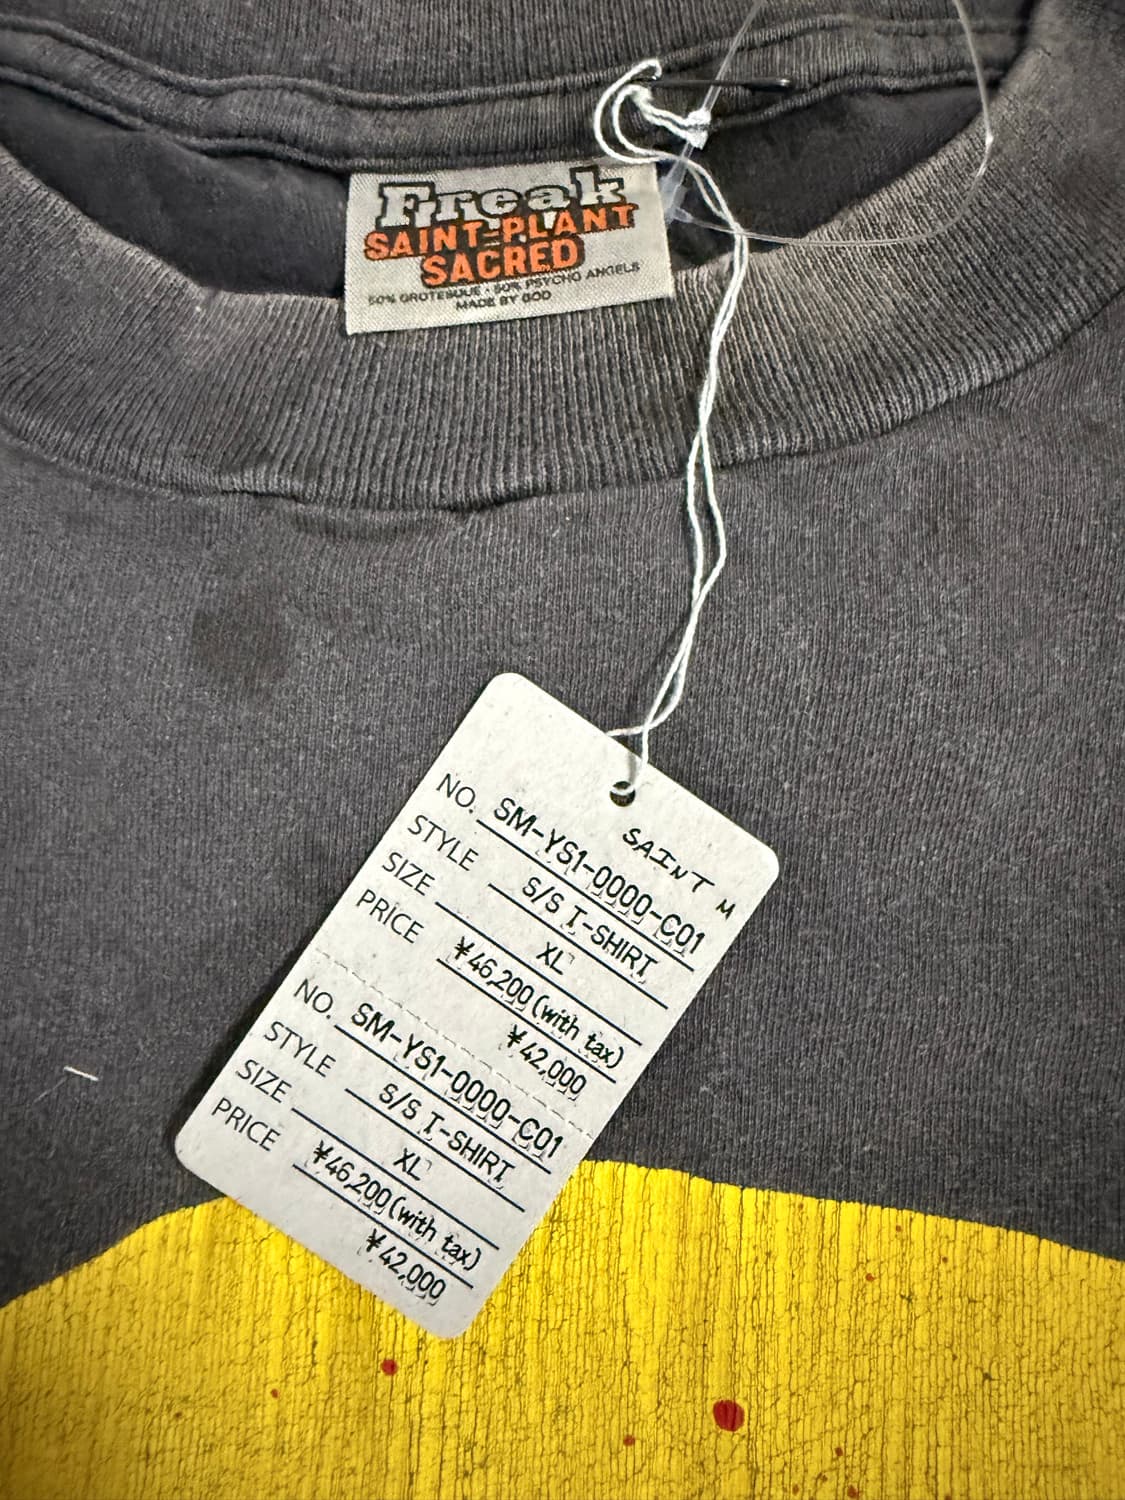 Freak
SAINT-PLANT
SACRED
50% GROTESQUE · 50% PSYCHO ANGELS
MADE BY GOD
SAINT M
NO. SM-YS1-0000-C01
STYLE S/S T-SHIRT
SIZE XL
PRICE ¥46,200(with tax)
¥42,000
NO. SM-YS1-0000-C01
STYLE S/S T-SHIRT
SIZE XL
PRICE ¥46,200(with tax)
¥42,000